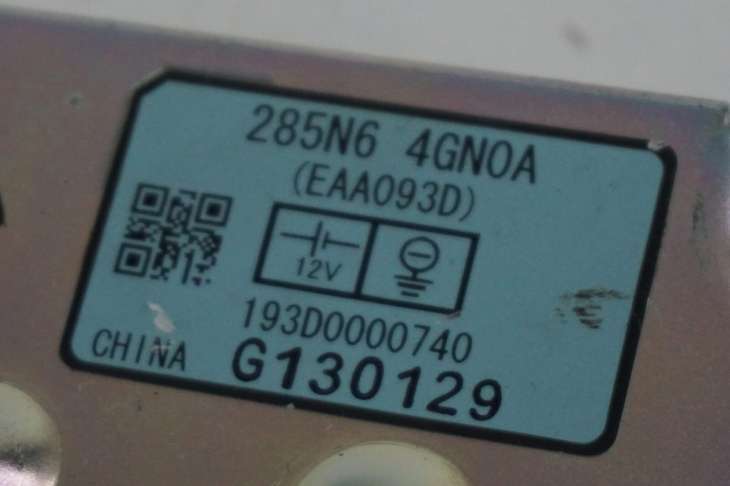 285N6 4GN0A
(EAA093D)
12V
193D0000740
CHINA G130129